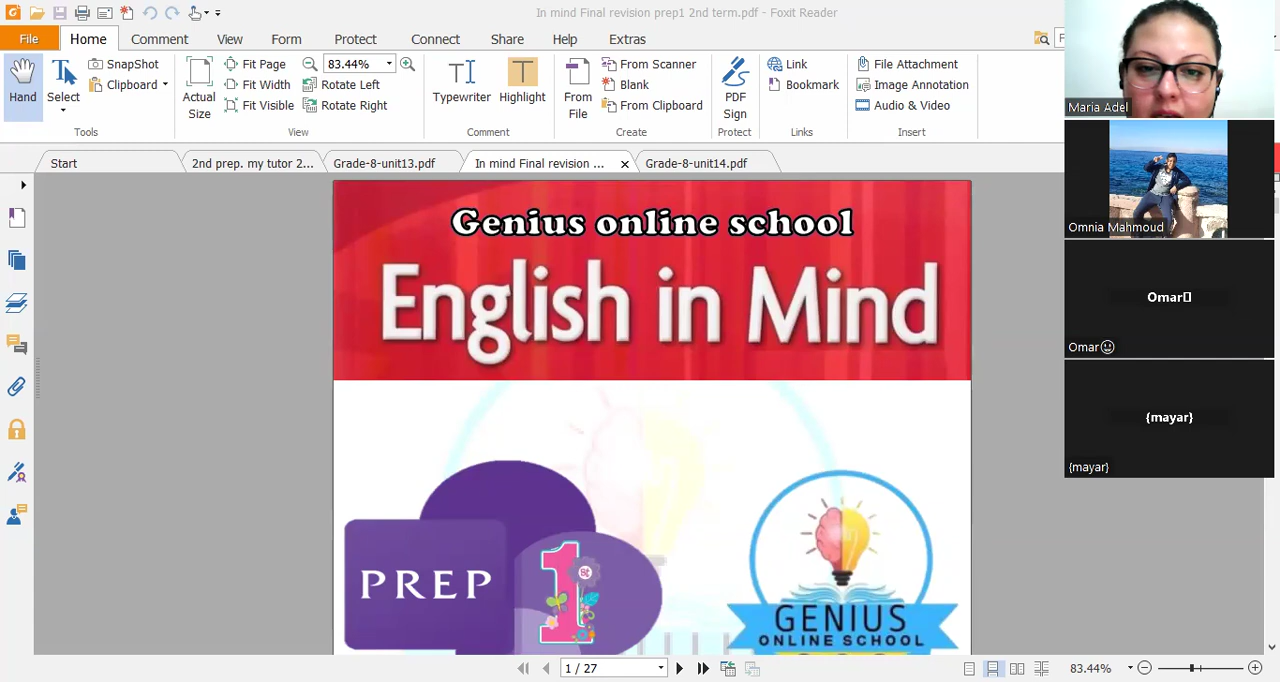 In mind Final revision prep1 2nd term.pdf - Foxit Reader
File Home Comment View Form Protect Connect Share Help Extras
Hand
Select
SnapShot
Clipboard
Tools
Actual Size
Fit Page
Fit Width
Fit Visible
83.44%
Rotate Left
Rotate Right
View
Typewriter
Highlight
Comment
From File
From Scanner
Blank
From Clipboard
Create
PDF Sign
Protect
Link
Bookmark
Links
File Attachment
Image Annotation
Audio & Video
Insert
Start
2nd prep. my tutor 2...
Grade-8-unit13.pdf
In mind Final revision ...
Grade-8-unit14.pdf
Maria Adel
Omnia Mahmoud
Omar
Omar
{mayar}
{mayar}
Genius online school
English in Mind
PREP
1
GENIUS
ONLINE SCHOOL
1 / 27
83.44%